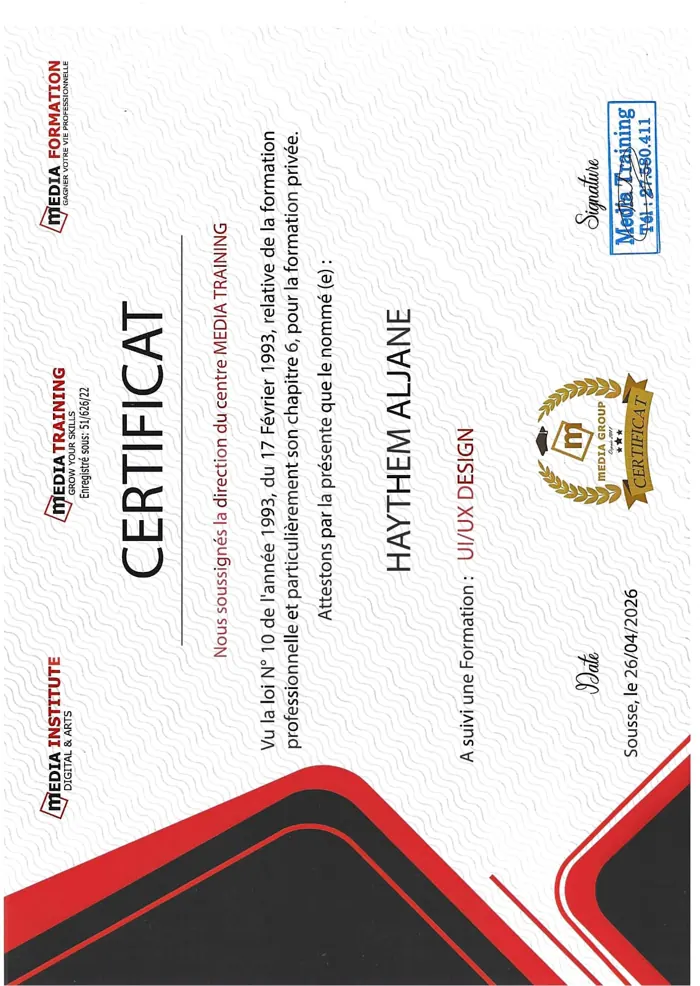 MEDIA INSTITUTE
DIGITAL & ARTS
MEDIA TRAINING
GROW YOUR SKILLS
Enregistré sous: 51/626/22
MEDIA FORMATION
GAGNER VOTRE VIE PROFESSIONNELLE
CERTIFICAT
Nous soussignés la direction du centre MEDIA TRAINING
Vu la loi N° 10 de l'année 1993, du 17 Février 1993, relative de la formation
professionnelle et particulièrement son chapitre 6, pour la formation privée.
Attestons par la présente que le nommé (e) :
HAYTHEM ALJANE
A suivi une Formation : UI/UX DESIGN
Date
Sousse, le 26/04/2026
m
MEDIA GROUP
Depuis 2011
CERTIFICAT
Signature
Media Training
Tél : 27.580.411